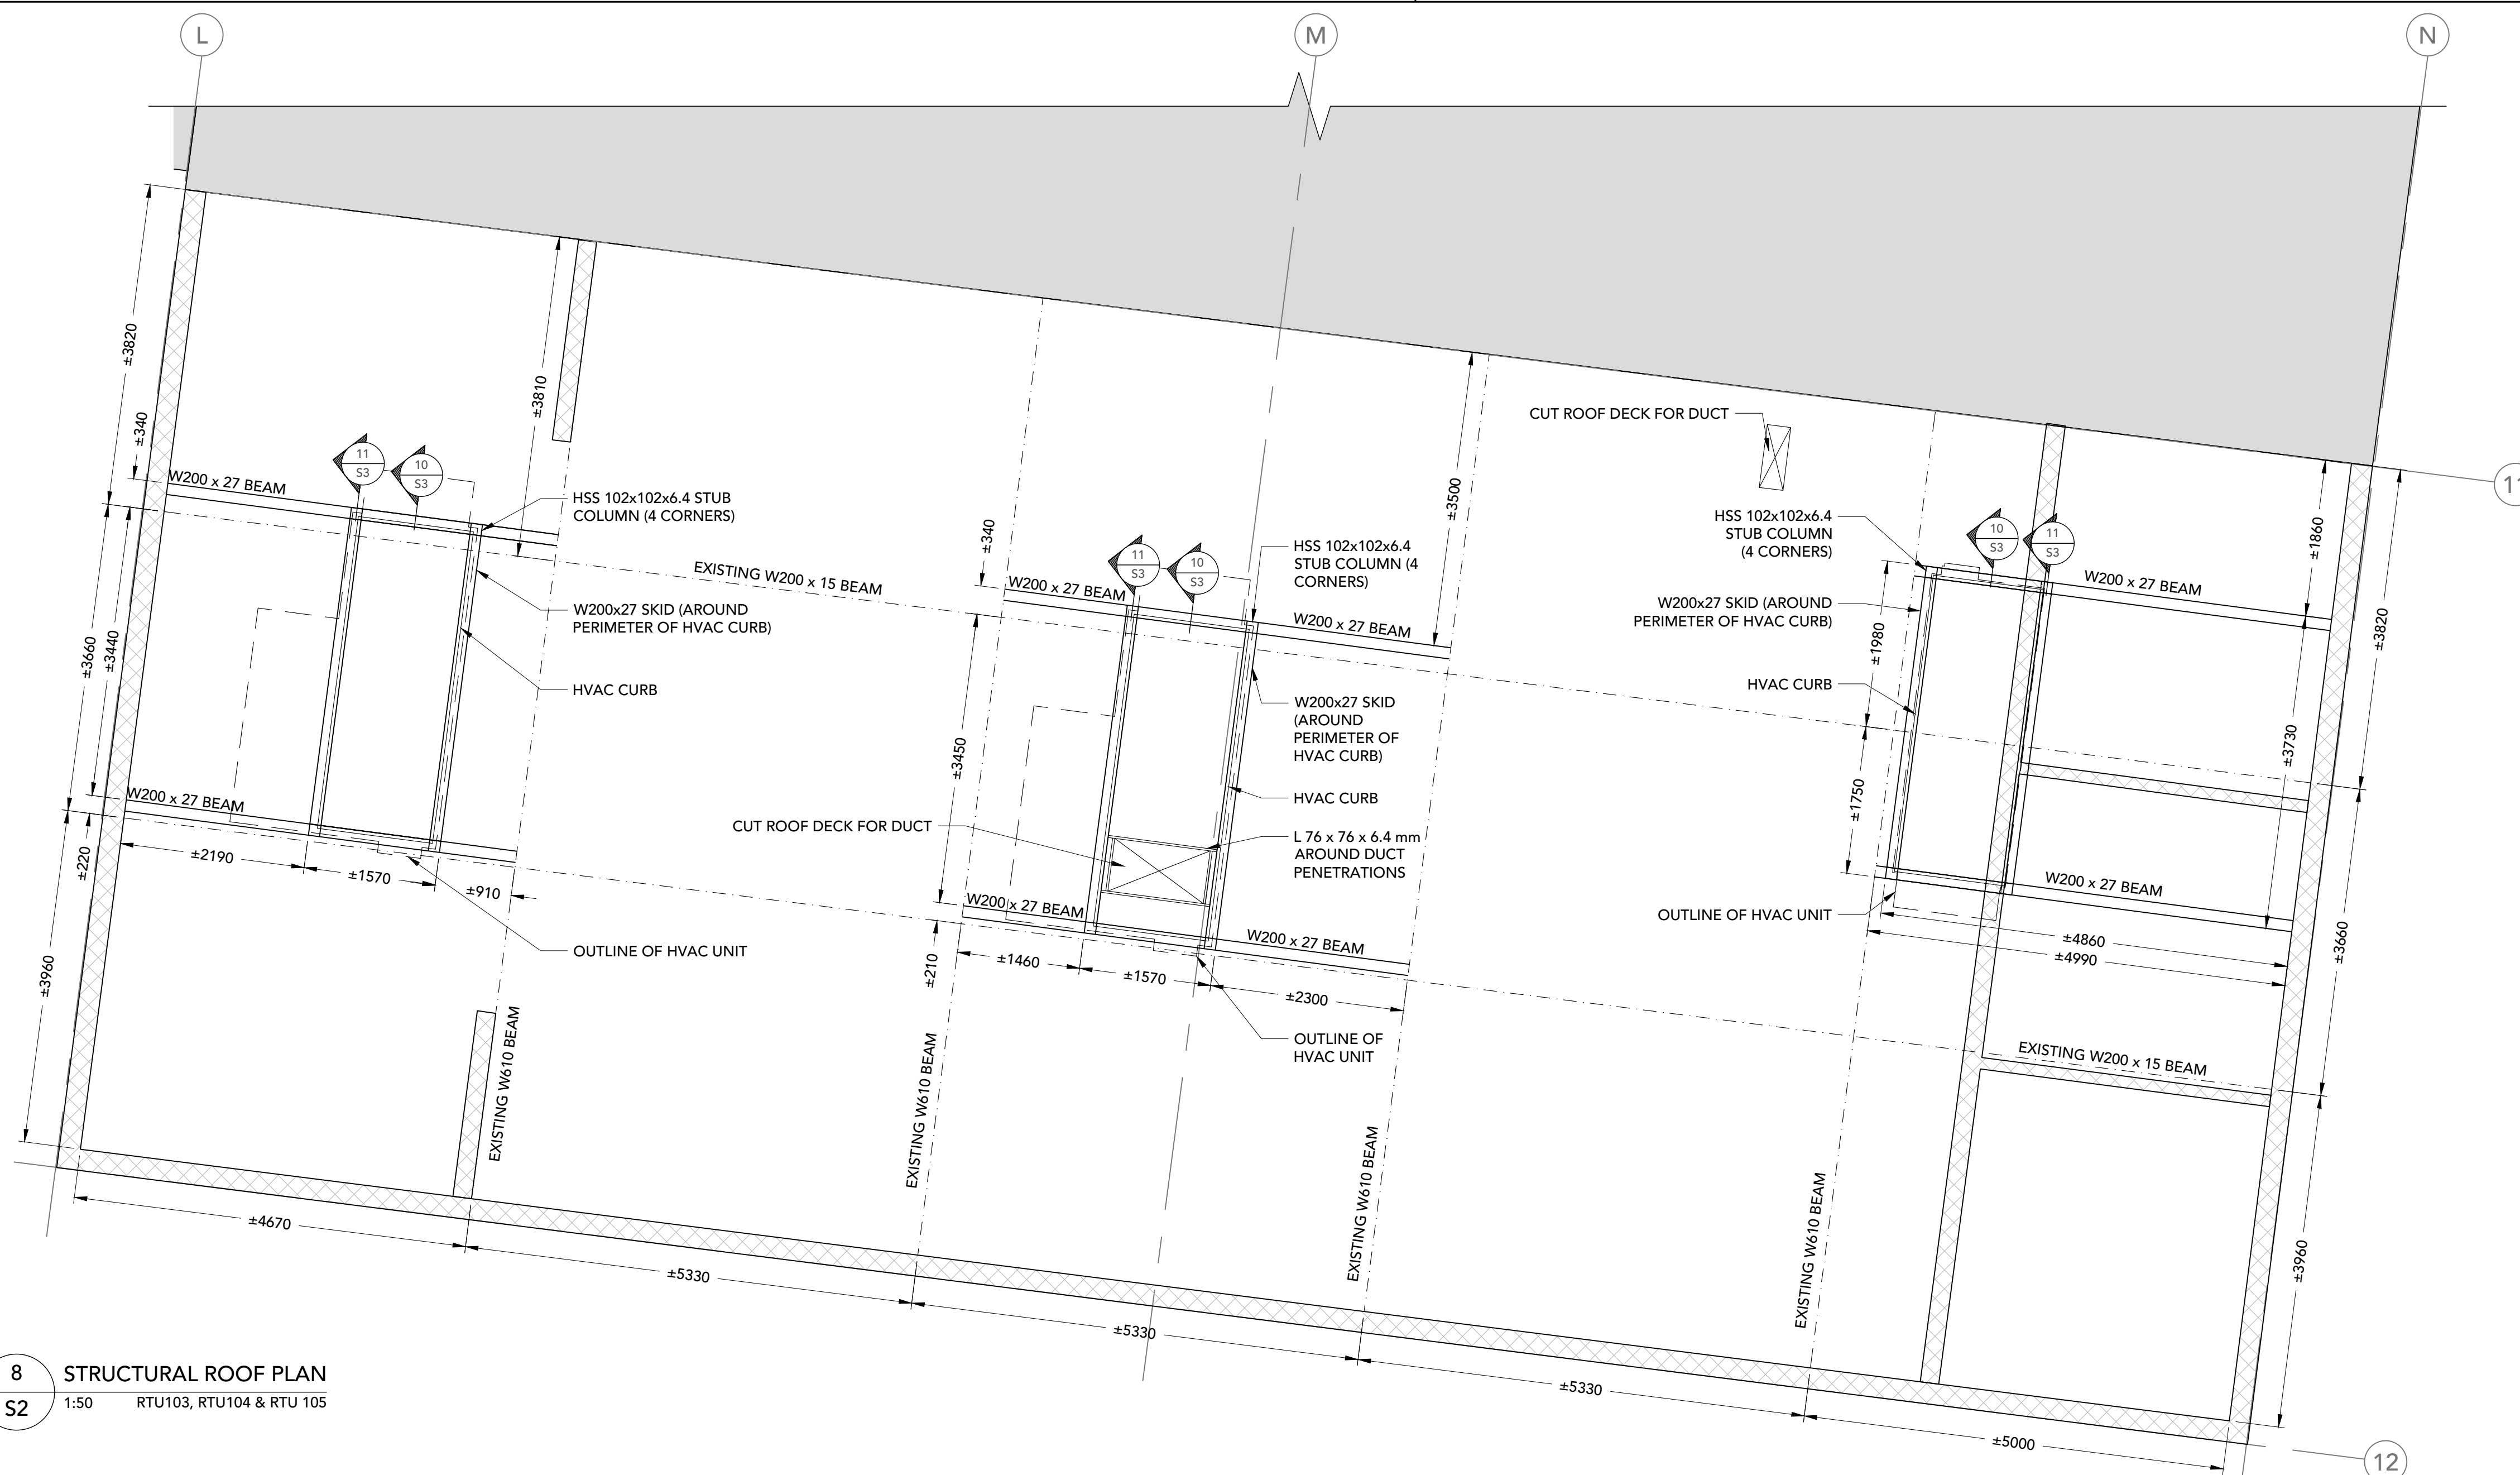 L
M
N
±3820
±340
±3810
11
S3
10
S3
W200 x 27 BEAM
HSS 102x102x6.4 STUB
COLUMN (4 CORNERS)
EXISTING W200 x 15 BEAM
W200x27 SKID (AROUND
PERIMETER OF HVAC CURB)
HVAC CURB
±3660
±3440
W200 x 27 BEAM
±220
±2190
±1570
±910
OUTLINE OF HVAC UNIT
±3960
EXISTING W610 BEAM
±340
±3500
11
S3
10
S3
W200 x 27 BEAM
HSS 102x102x6.4
STUB COLUMN (4
CORNERS)
W200 x 27 BEAM
W200x27 SKID
(AROUND
PERIMETER OF
HVAC CURB)
±3450
HVAC CURB
CUT ROOF DECK FOR DUCT
L 76 x 76 x 6.4 mm
AROUND DUCT
PENETRATIONS
W200 x 27 BEAM
W200 x 27 BEAM
±210
±1460
±1570
±2300
OUTLINE OF
HVAC UNIT
EXISTING W610 BEAM
EXISTING W610 BEAM
CUT ROOF DECK FOR DUCT
HSS 102x102x6.4
STUB COLUMN
(4 CORNERS)
10
S3
11
S3
W200 x 27 BEAM
±1860
±3820
W200x27 SKID (AROUND
PERIMETER OF HVAC CURB)
±1980
HVAC CURB
±3730
±1750
W200 x 27 BEAM
OUTLINE OF HVAC UNIT
±4860
±4990
±3660
EXISTING W200 x 15 BEAM
EXISTING W610 BEAM
±3960
±4670
±5330
±5330
±5330
±5000
12
8
S2
STRUCTURAL ROOF PLAN
1:50 RTU103, RTU104 & RTU 105